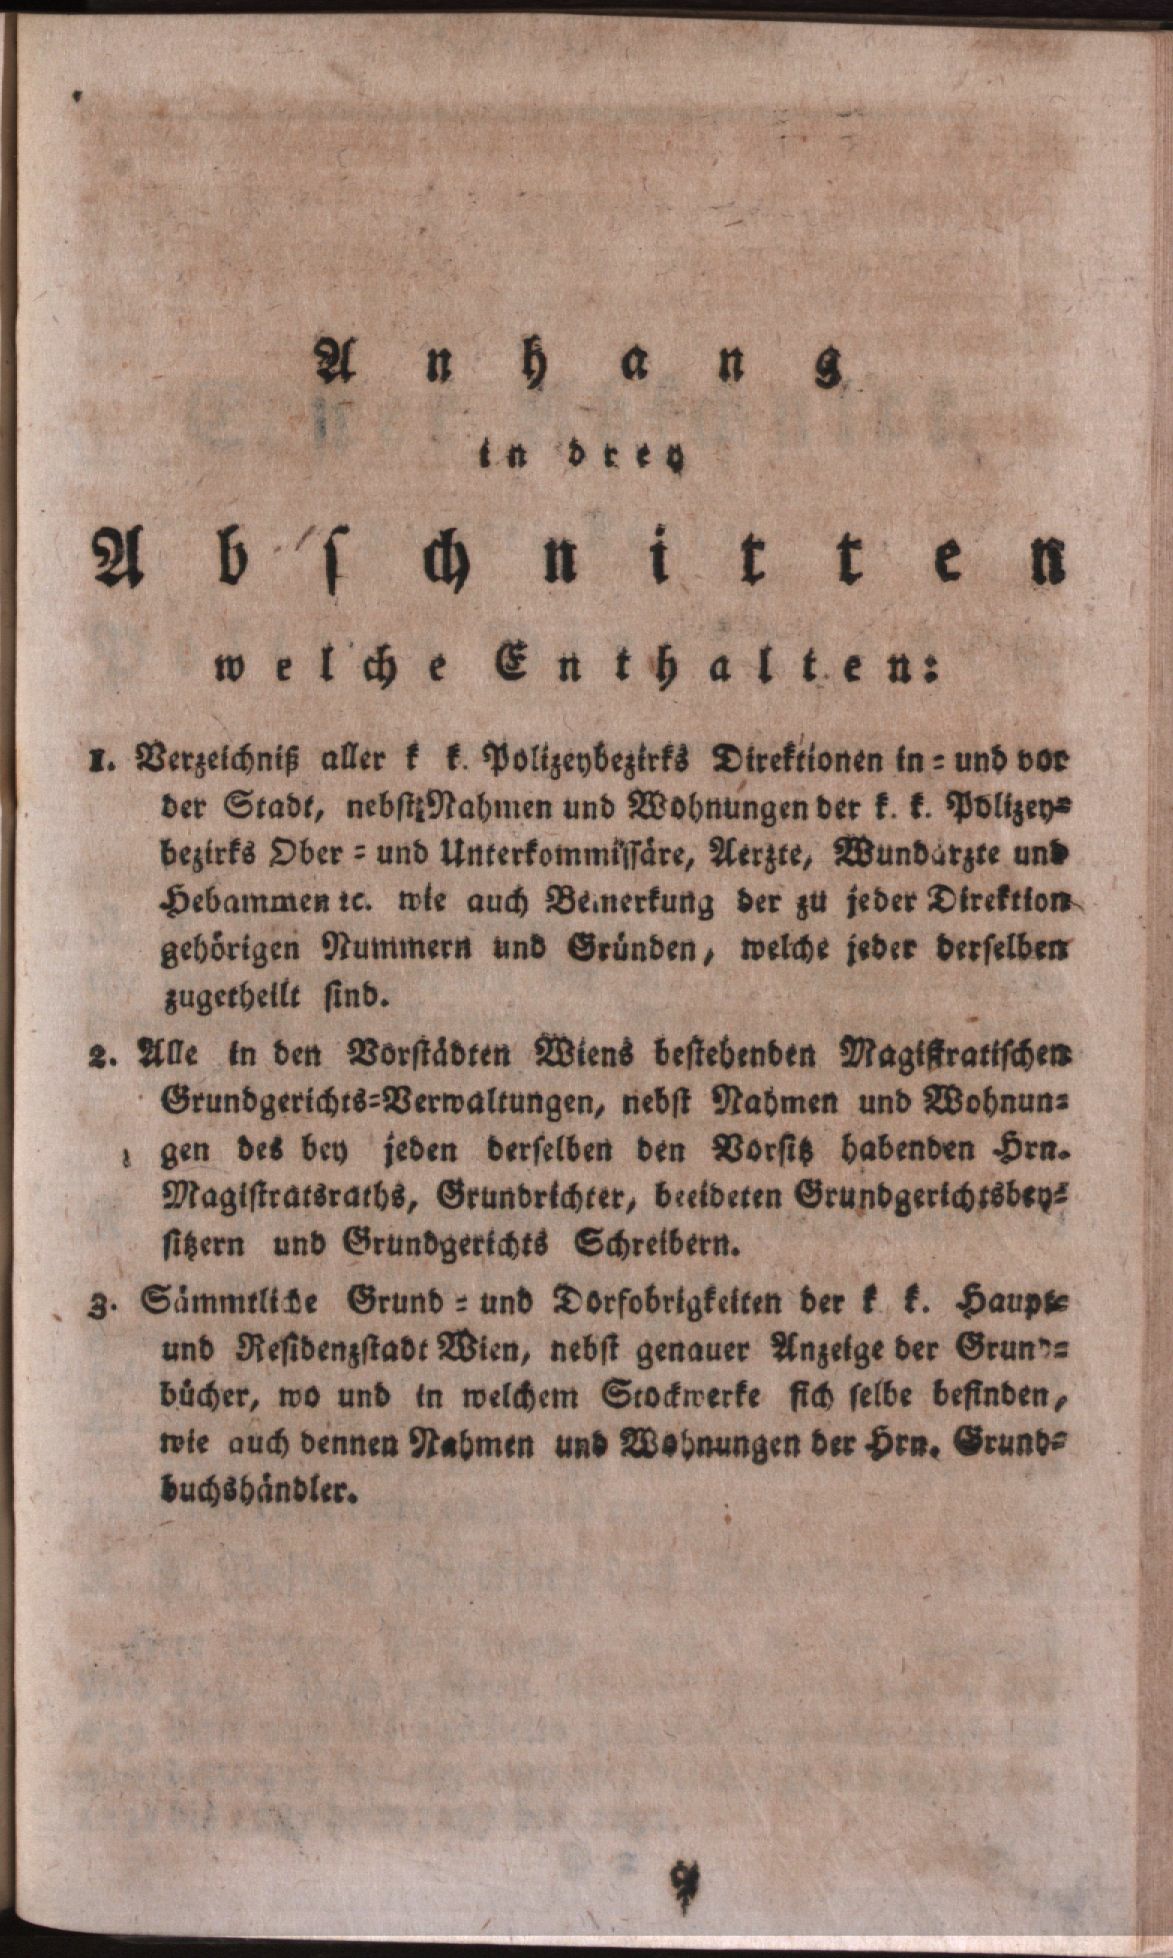 Anhang
in drey
Abschnitten
welche Enthalten:
1. Verzeichniß aller k k. Polizeybezirks Direktionen in- und vor
der Stadt, nebst Nahmen und Wohnungen der k. k. Polizey-
bezirks Ober- und Unterkommissäre, Aerzte, Wundärzte und
Hebammen ꝛc. wie auch Bemerkung der zu jeder Direktion
gehörigen Nummern und Gründen, welche jeder derselben
zugetheilt sind.
2. Alle in den Vorstädten Wiens bestehenden Magistratischen
Grundgerichts-Verwaltungen, nebst Nahmen und Wohnun-
gen des bey jeden derselben den Vorsitz habenden Hrn.
Magistratsraths, Grundrichter, beeideten Grundgerichtsbey-
sitzern und Grundgerichts Schreibern.
3. Sämmtliche Grund- und Dorfobrigkeiten der k k. Haupt-
und Residenzstadt Wien, nebst genauer Anzeige der Grund-
bücher, wo und in welchem Stockwerke sich selbe befinden,
wie auch dennen Nahmen und Wohnungen der Hrn. Grund-
buchshändler.